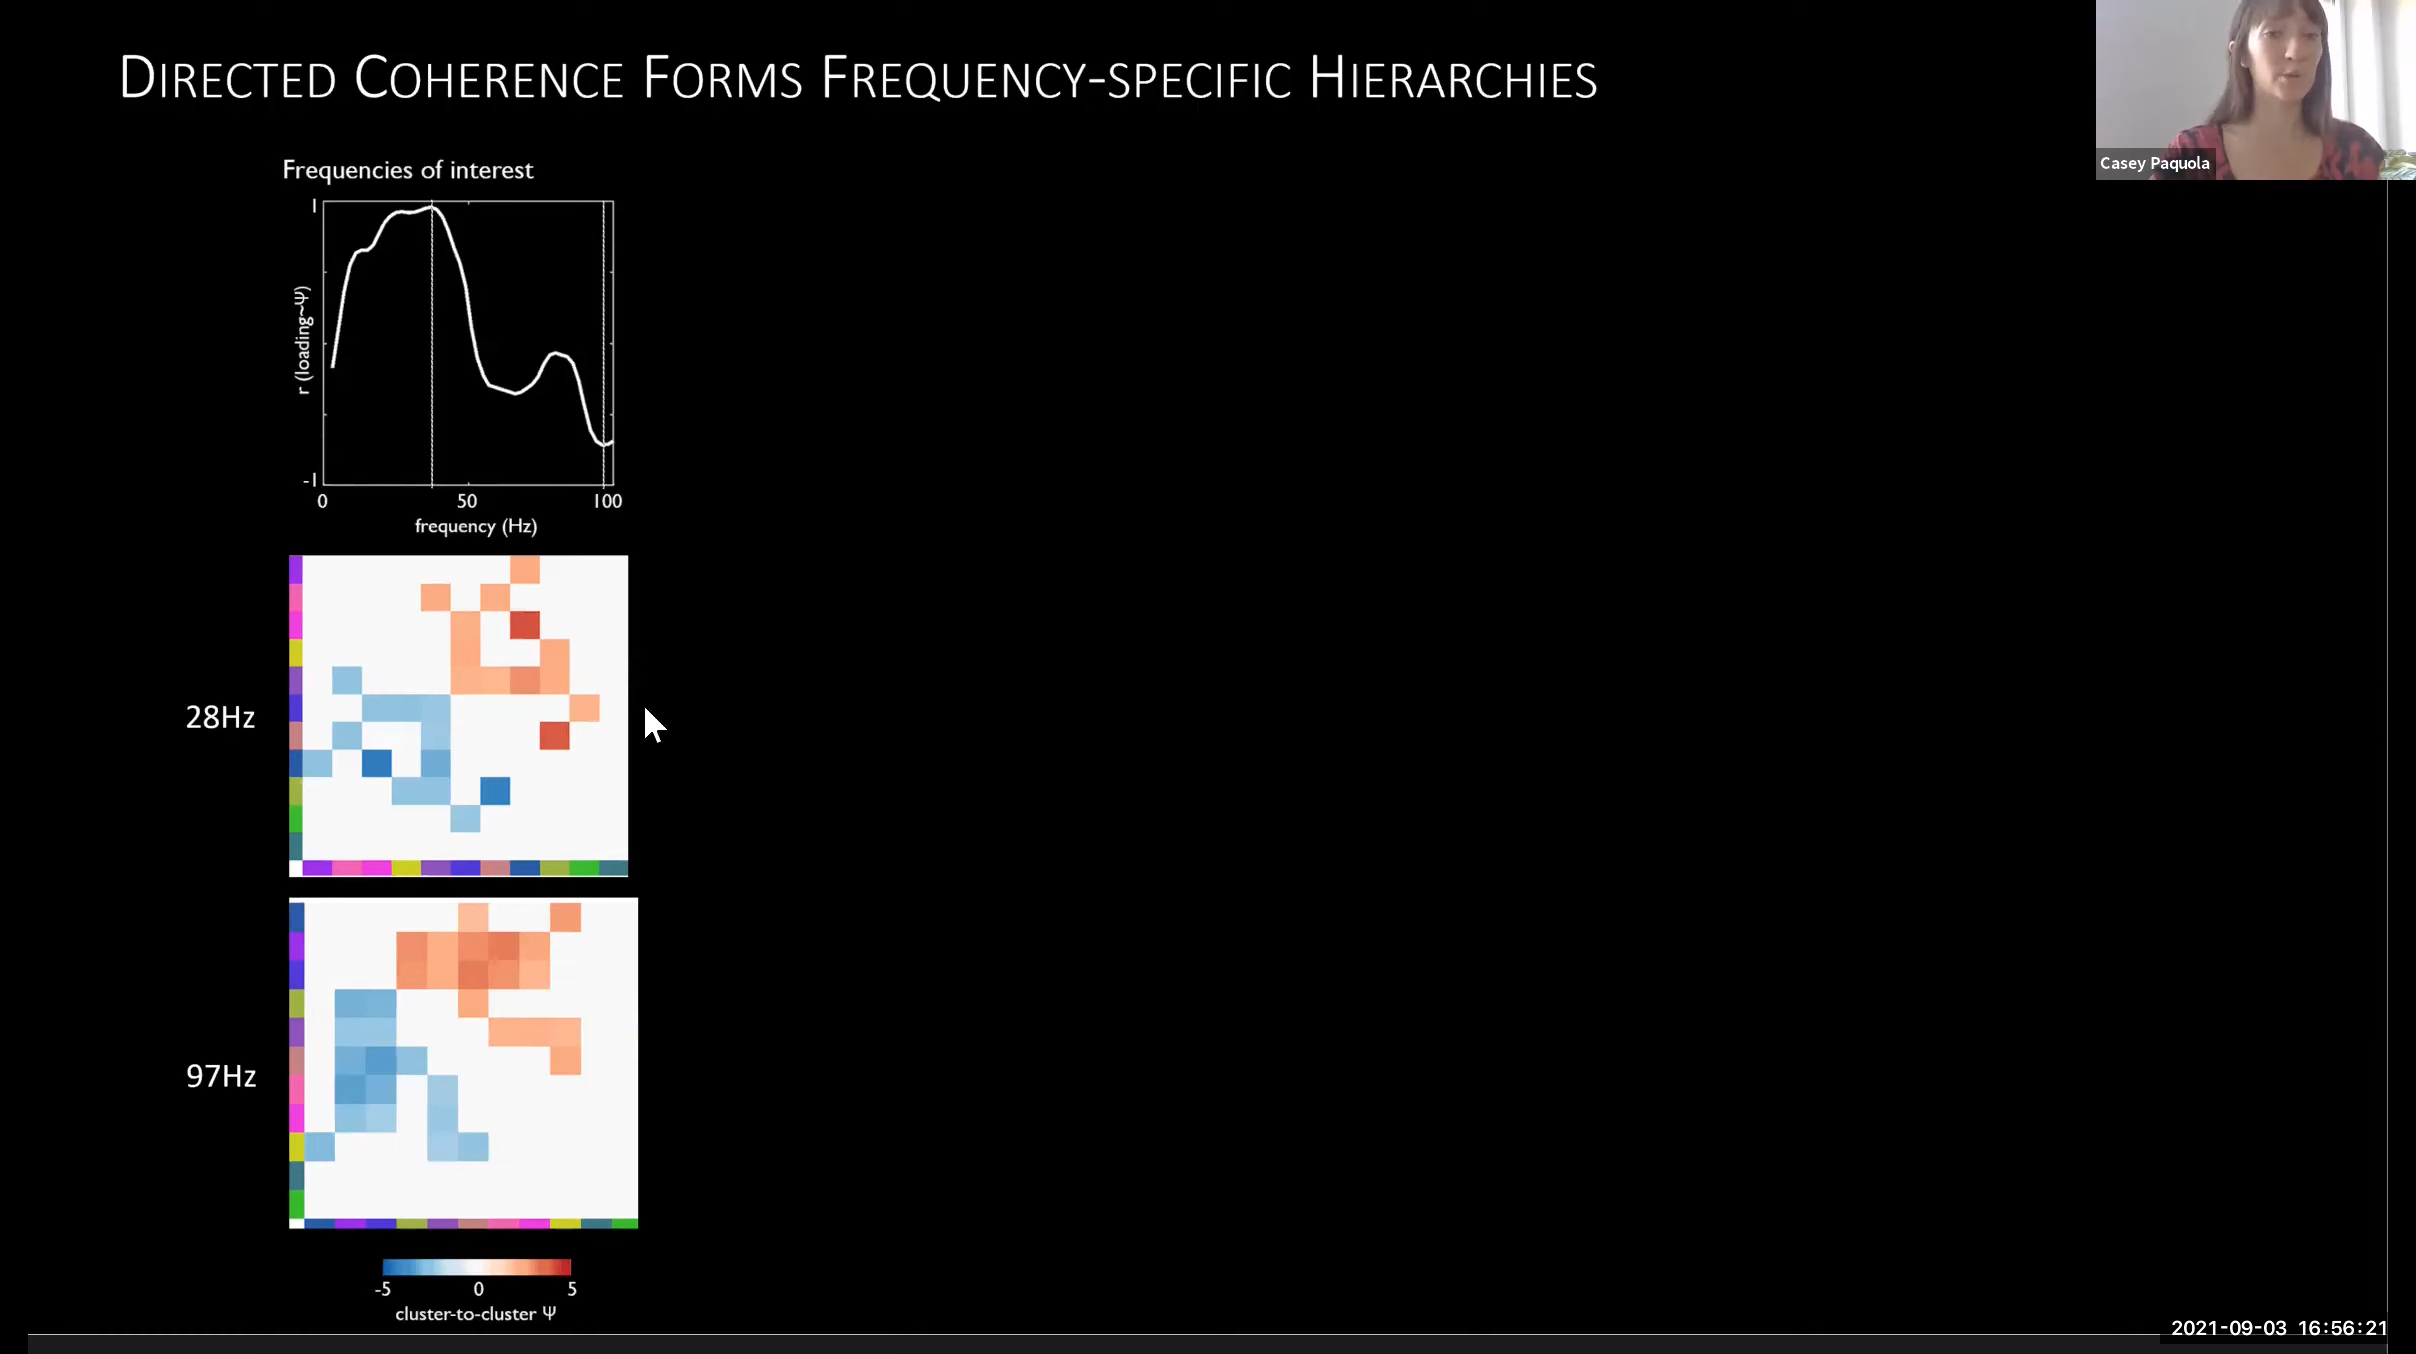 DIRECTED COHERENCE FORMS FREQUENCY-SPECIFIC HIERARCHIES
Casey Paquola
Frequencies of interest
1
r (loading~Ψ)
-1
0 50 100
frequency (Hz)
28Hz
97Hz
-5 0 5
cluster-to-cluster Ψ
2021-09-03 16:56:21